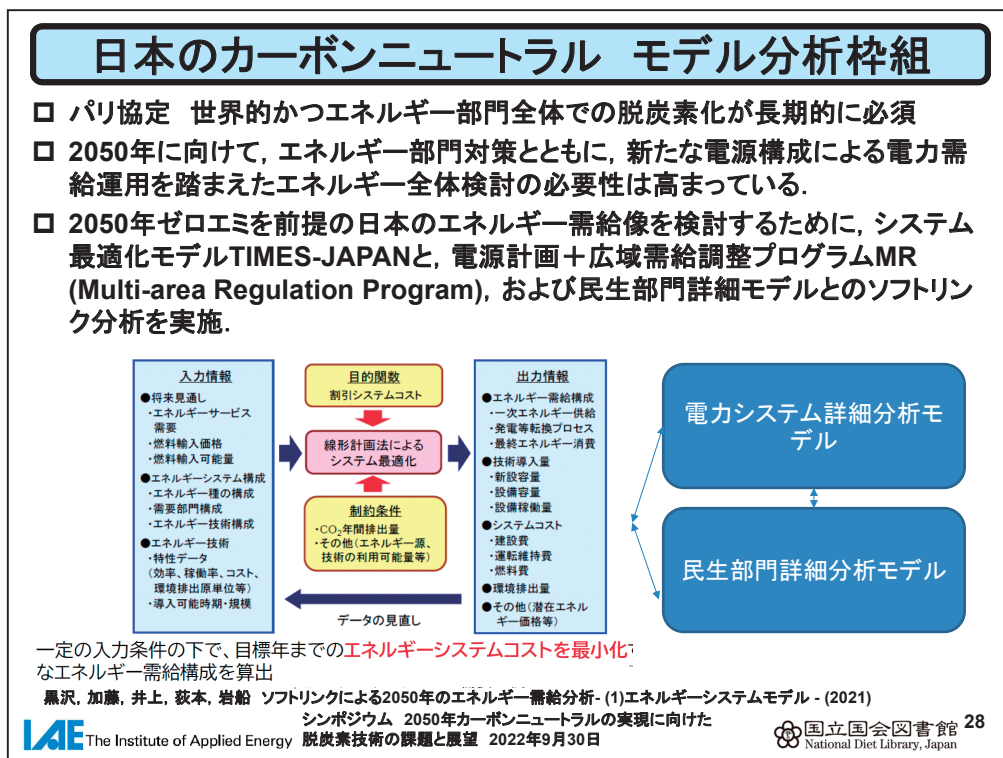 日本のカーボンニュートラル モデル分析枠組
パリ協定 世界的かつエネルギー部門全体での脱炭素化が長期的に必須
2050年に向けて，エネルギー部門対策とともに，新たな電源構成による電力需
給運用を踏まえたエネルギー全体検討の必要性は高まっている．
2050年ゼロエミを前提の日本のエネルギー需給像を検討するために，システム
最適化モデルTIMES-JAPANと，電源計画＋広域需給調整プログラムMR
(Multi-area Regulation Program)，および民生部門詳細モデルとのソフトリン
ク分析を実施．
入力情報
●将来見通し
・エネルギーサービス
需要
・燃料輸入価格
・燃料輸入可能量
●エネルギーシステム構成
・エネルギー種の構成
・需要部門構成
・エネルギー技術構成
●エネルギー技術
・特性データ
(効率、稼働率、コスト、
環境排出原単位等)
・導入可能時期・規模
目的関数
割引システムコスト
線形計画法による
システム最適化
制約条件
・CO₂年間排出量
・その他(エネルギー源、
技術の利用可能量等)
データの見直し
出力情報
●エネルギー需給構成
・一次エネルギー供給
・発電等転換プロセス
・最終エネルギー消費
●技術導入量
・新設容量
・設備容量
・設備稼働量
●システムコスト
・建設費
・運転維持費
・燃料費
●環境排出量
●その他(潜在エネル
ギー価格等)
電力システム詳細分析モ
デル
民生部門詳細分析モデル
一定の入力条件の下で、目標年までのエネルギーシステムコストを最小化
なエネルギー需給構成を算出
黒沢，加藤，井上，荻本，岩船 ソフトリンクによる2050年のエネルギー需給分析- (1)エネルギーシステムモデル - (2021)
シンポジウム 2050年カーボンニュートラルの実現に向けた
脱炭素技術の課題と展望 2022年9月30日
IAE The Institute of Applied Energy
国立国会図書館
National Diet Library, Japan
28